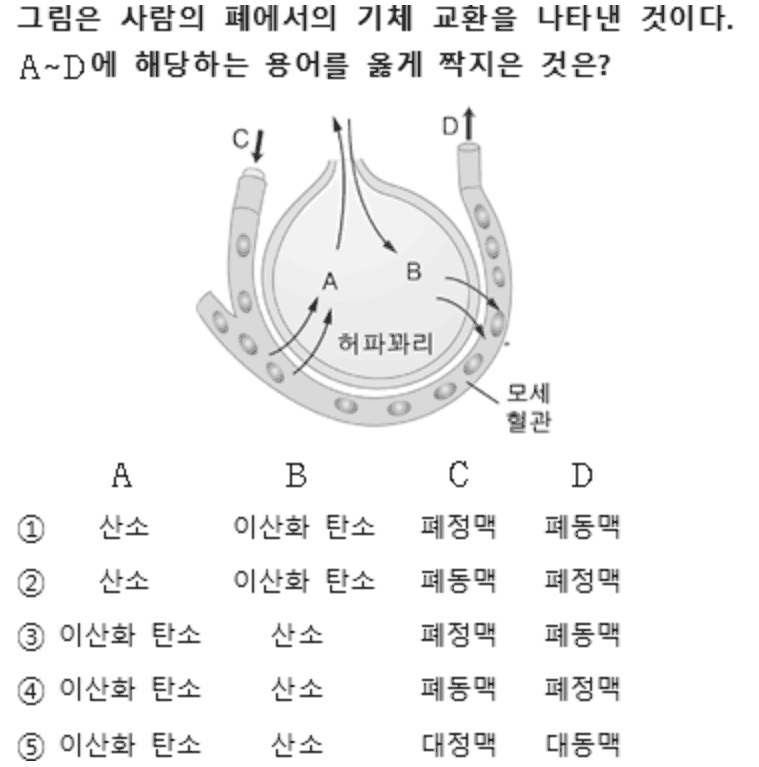 그림은 사람의 폐에서의 기체 교환을 나타낸 것이다.
A~D에 해당하는 용어를 옳게 짝지은 것은?
C
D
A
B
허파꽈리
모세
혈관
A B C D
① 산소 이산화 탄소 폐정맥 폐동맥
② 산소 이산화 탄소 폐동맥 폐정맥
③ 이산화 탄소 산소 폐정맥 폐동맥
④ 이산화 탄소 산소 폐동맥 폐정맥
⑤ 이산화 탄소 산소 대정맥 대동맥